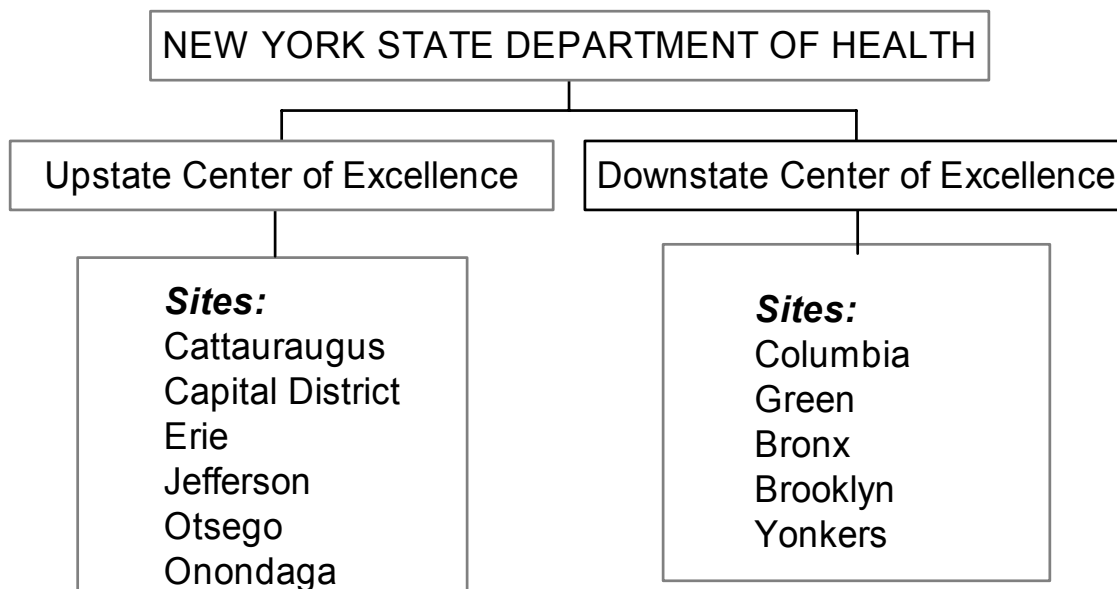 NEW YORK STATE DEPARTMENT OF HEALTH
Upstate Center of Excellence
Downstate Center of Excellence
Sites:
Cattauraugus
Capital District
Erie
Jefferson
Otsego
Onondaga
Sites:
Columbia
Green
Bronx
Brooklyn
Yonkers